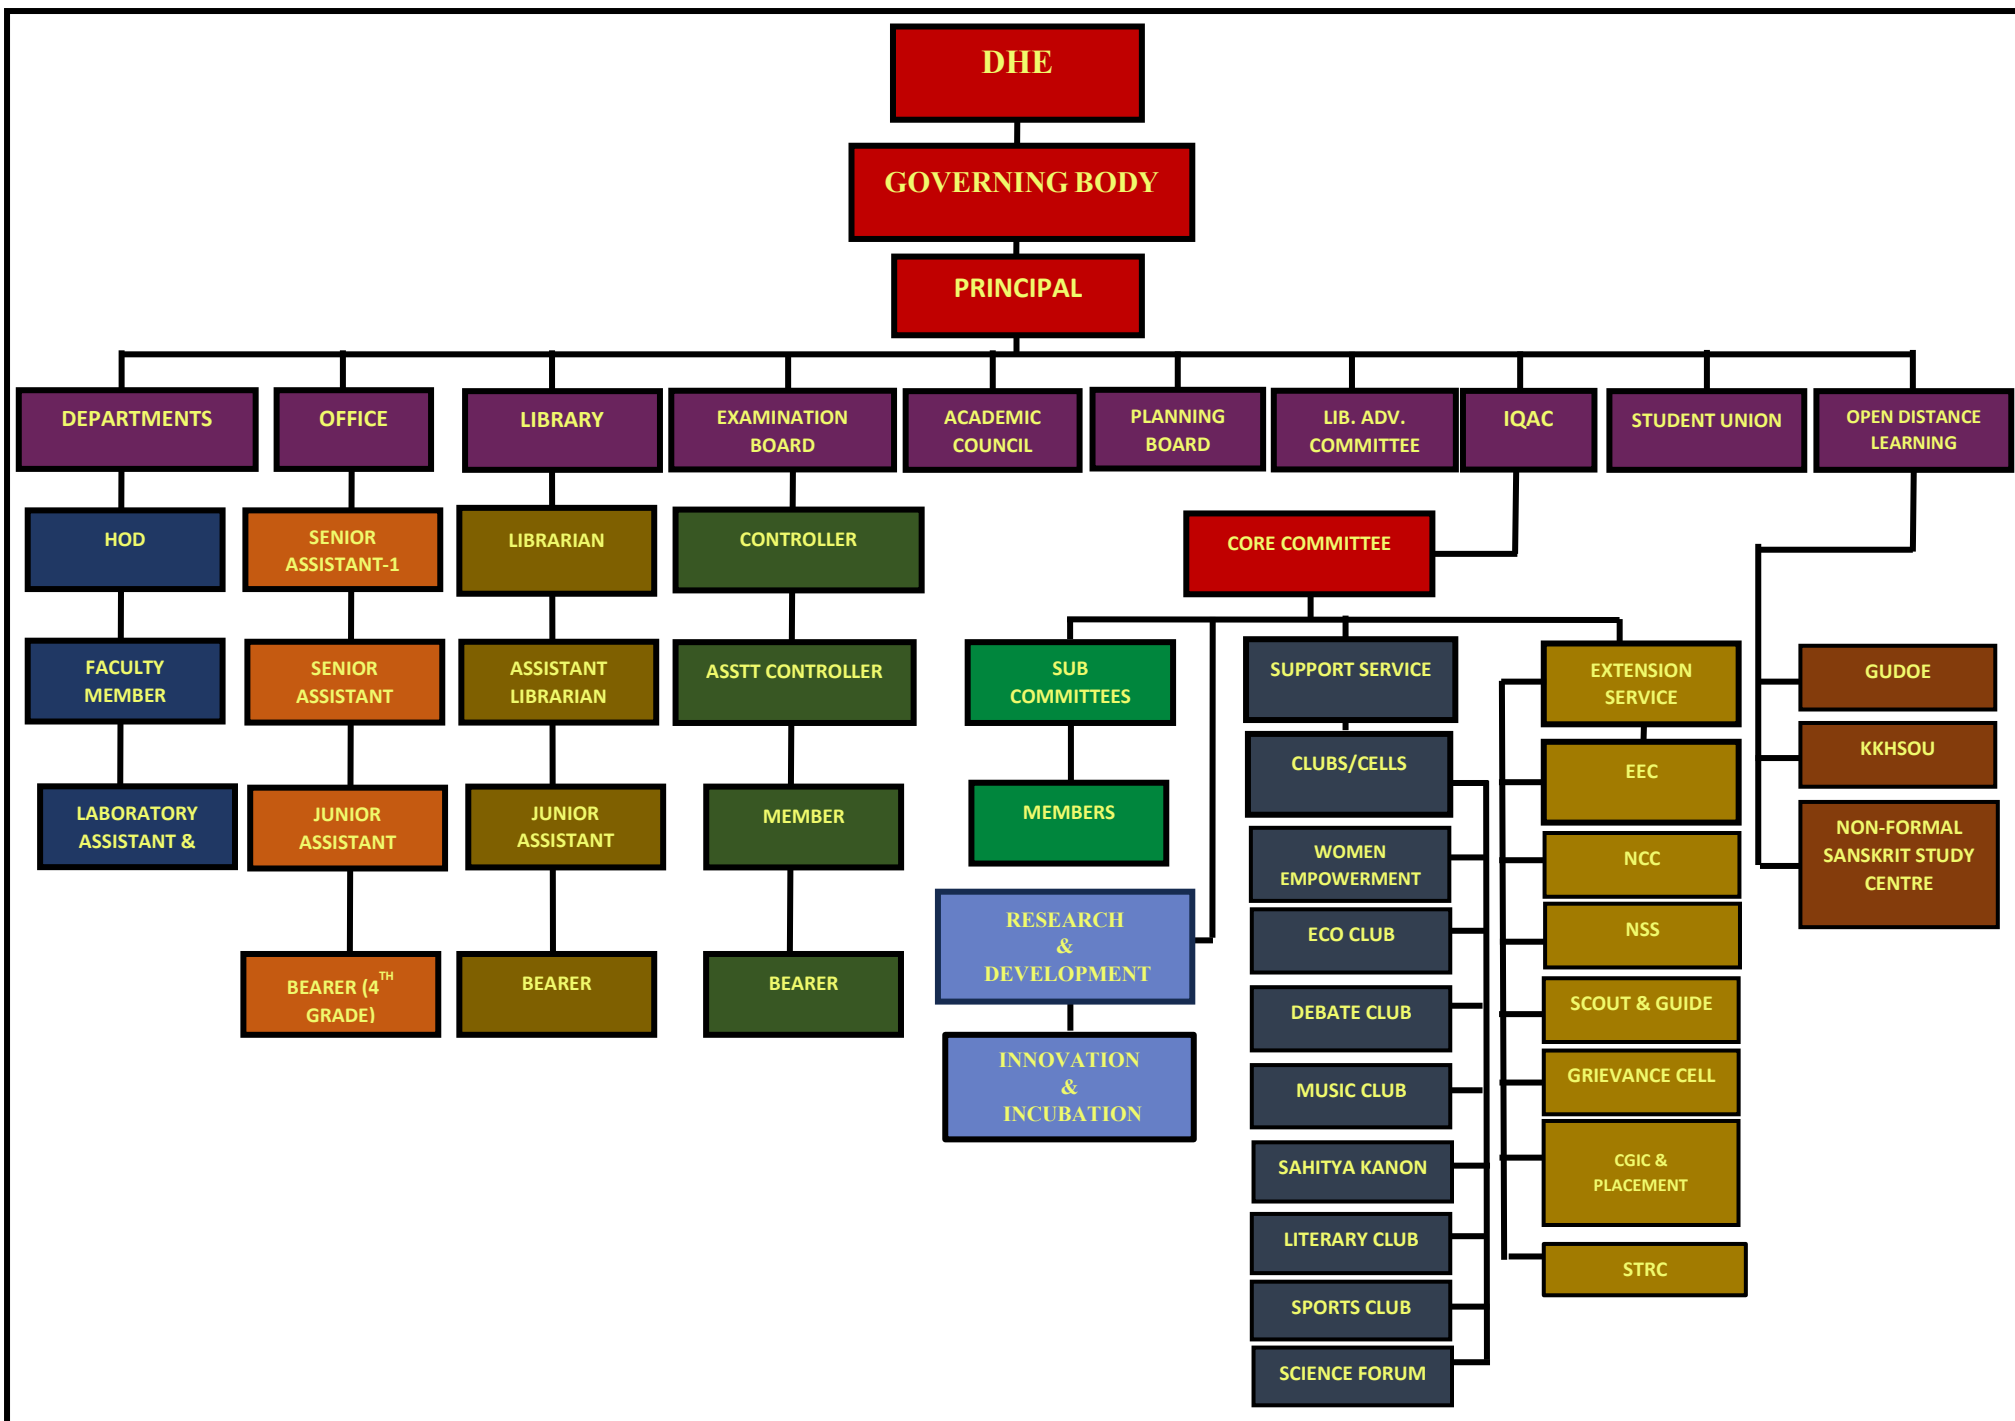 DHE
GOVERNING BODY
PRINCIPAL
DEPARTMENTS
OFFICE
LIBRARY
EXAMINATION
BOARD
ACADEMIC
COUNCIL
PLANNING
BOARD
LIB. ADV.
COMMITTEE
IQAC
STUDENT UNION
OPEN DISTANCE
LEARNING
HOD
FACULTY
MEMBER
LABORATORY
ASSISTANT &
SENIOR
ASSISTANT-1
SENIOR
ASSISTANT
JUNIOR
ASSISTANT
BEARER (4TH
GRADE)
LIBRARIAN
ASSISTANT
LIBRARIAN
JUNIOR
ASSISTANT
BEARER
CONTROLLER
ASSTT CONTROLLER
MEMBER
BEARER
CORE COMMITTEE
SUB
COMMITTEES
MEMBERS
RESEARCH
&
DEVELOPMENT
INNOVATION
&
INCUBATION
SUPPORT SERVICE
CLUBS/CELLS
WOMEN
EMPOWERMENT
ECO CLUB
DEBATE CLUB
MUSIC CLUB
SAHITYA KANON
LITERARY CLUB
SPORTS CLUB
SCIENCE FORUM
EXTENSION
SERVICE
EEC
NCC
NSS
SCOUT & GUIDE
GRIEVANCE CELL
CGIC &
PLACEMENT
STRC
GUDOE
KKHSOU
NON-FORMAL
SANSKRIT STUDY
CENTRE